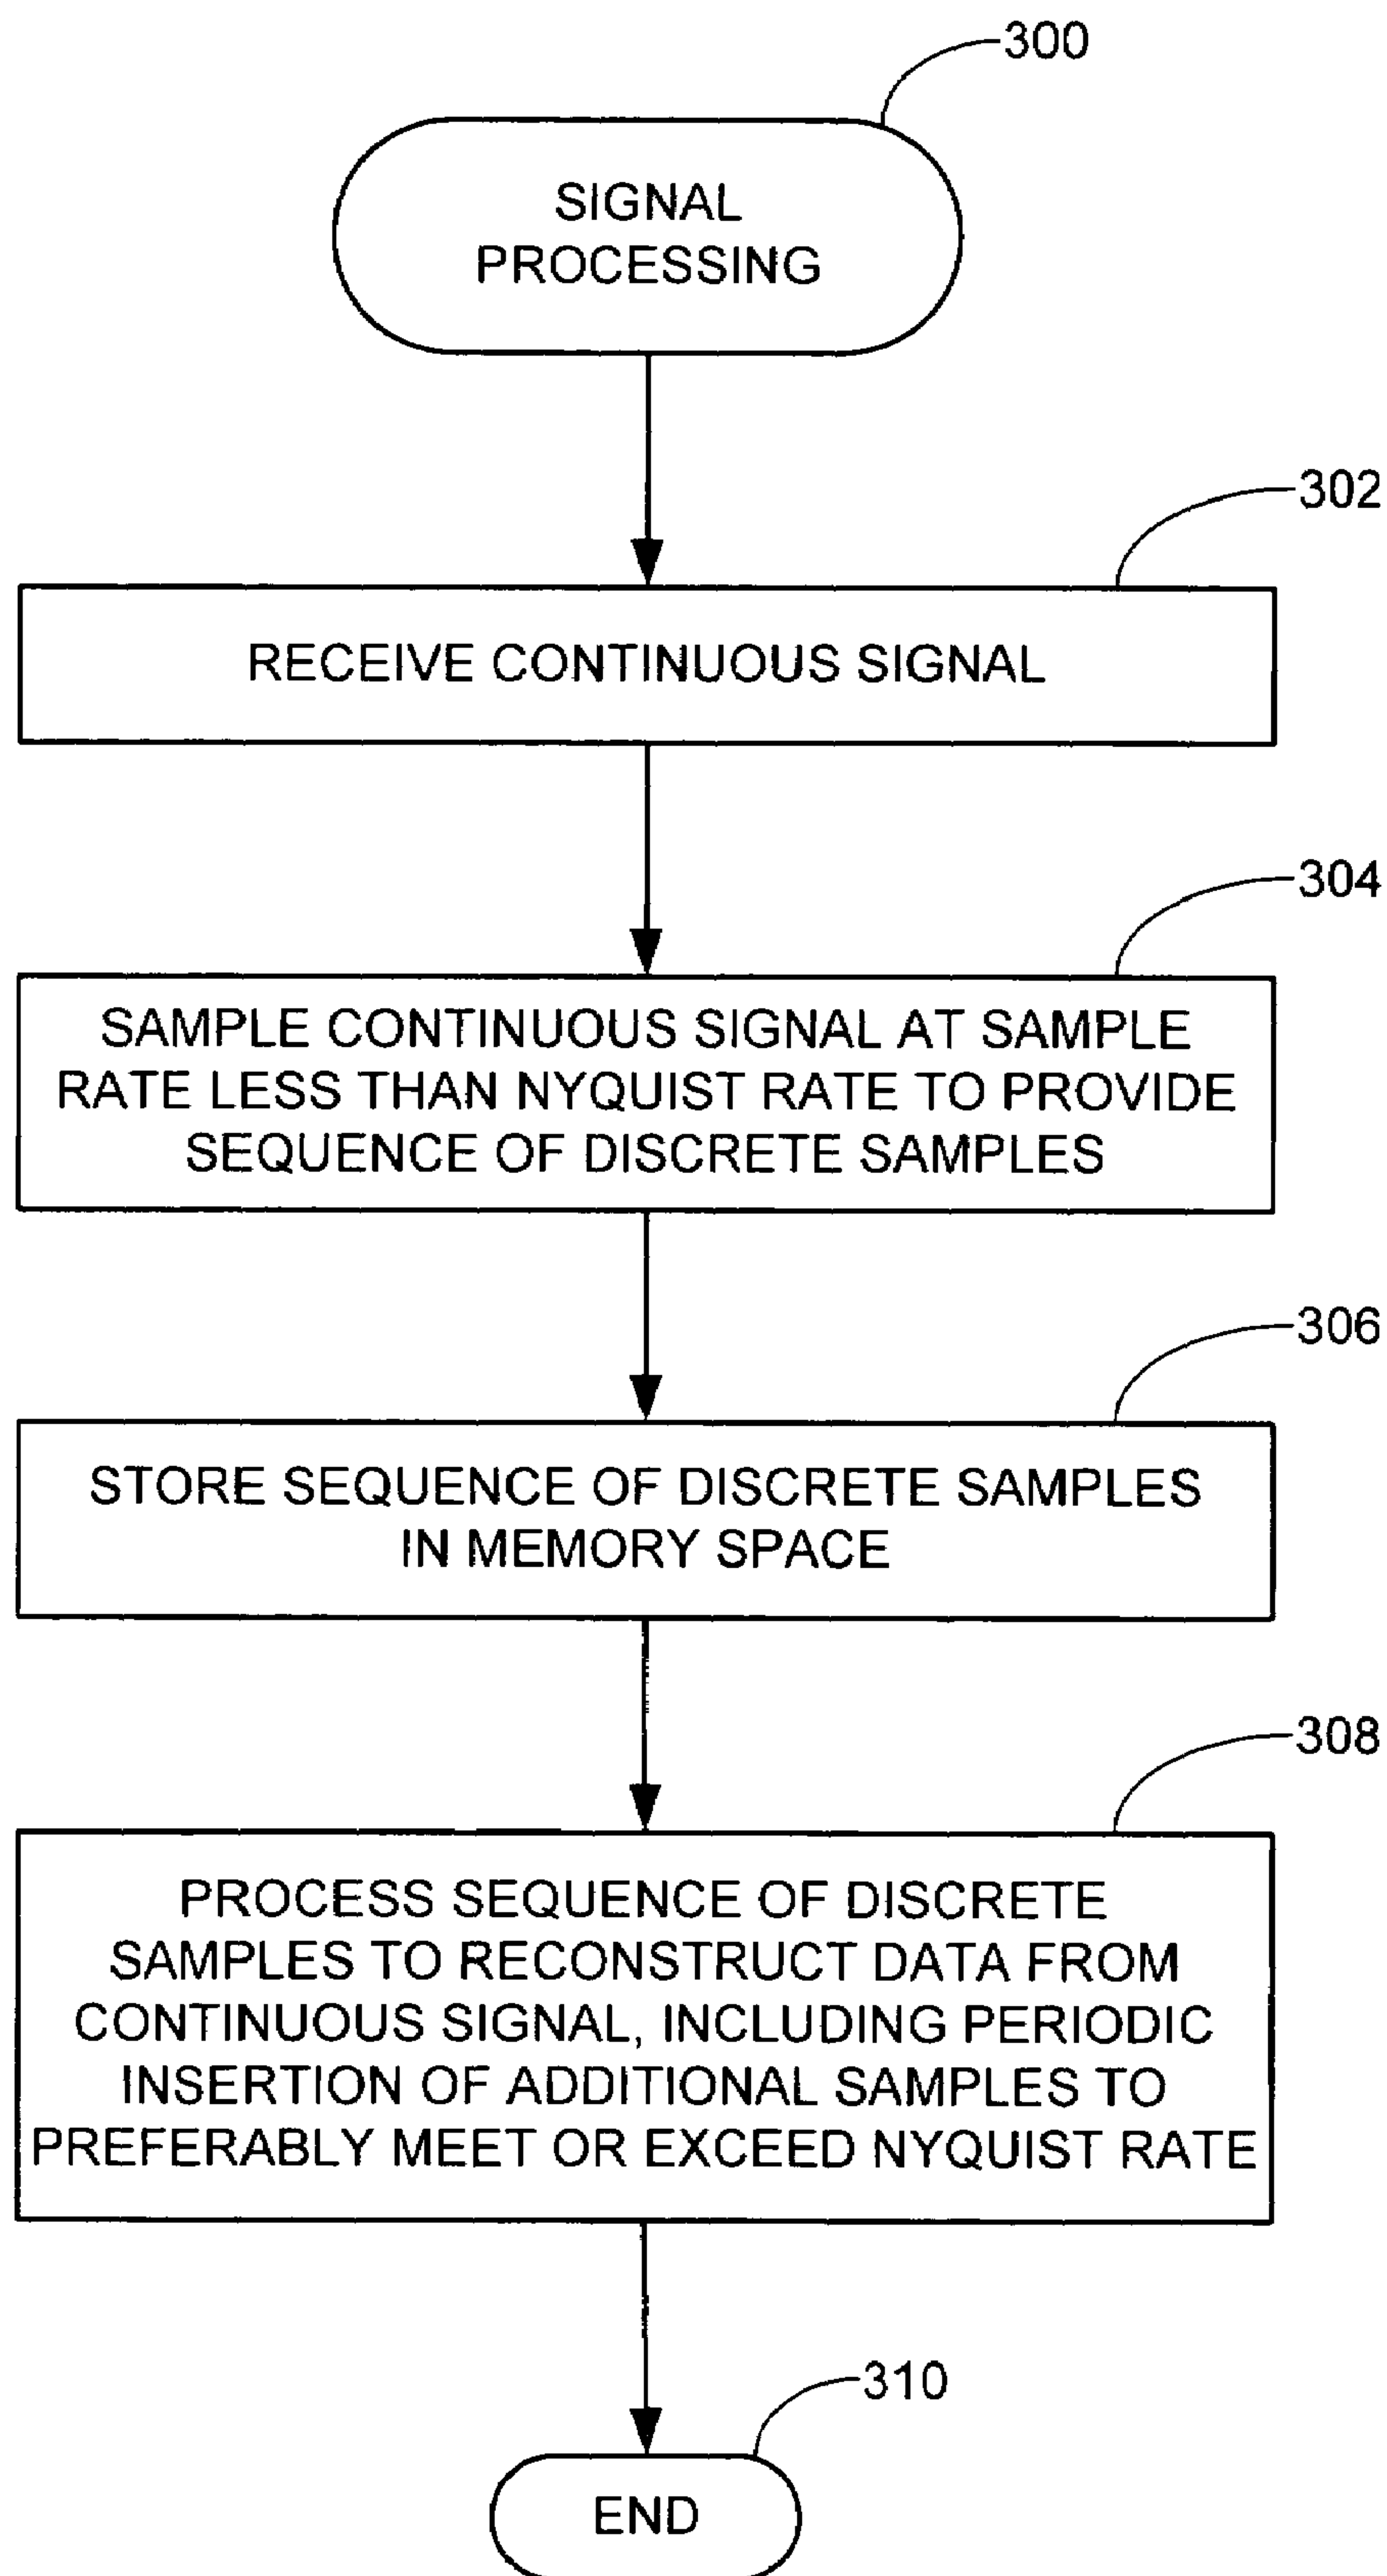 300
SIGNAL
PROCESSING
302
RECEIVE CONTINUOUS SIGNAL
304
SAMPLE CONTINUOUS SIGNAL AT SAMPLE
RATE LESS THAN NYQUIST RATE TO PROVIDE
SEQUENCE OF DISCRETE SAMPLES
306
STORE SEQUENCE OF DISCRETE SAMPLES
IN MEMORY SPACE
308
PROCESS SEQUENCE OF DISCRETE
SAMPLES TO RECONSTRUCT DATA FROM
CONTINUOUS SIGNAL, INCLUDING PERIODIC
INSERTION OF ADDITIONAL SAMPLES TO
PREFERABLY MEET OR EXCEED NYQUIST RATE
310
END